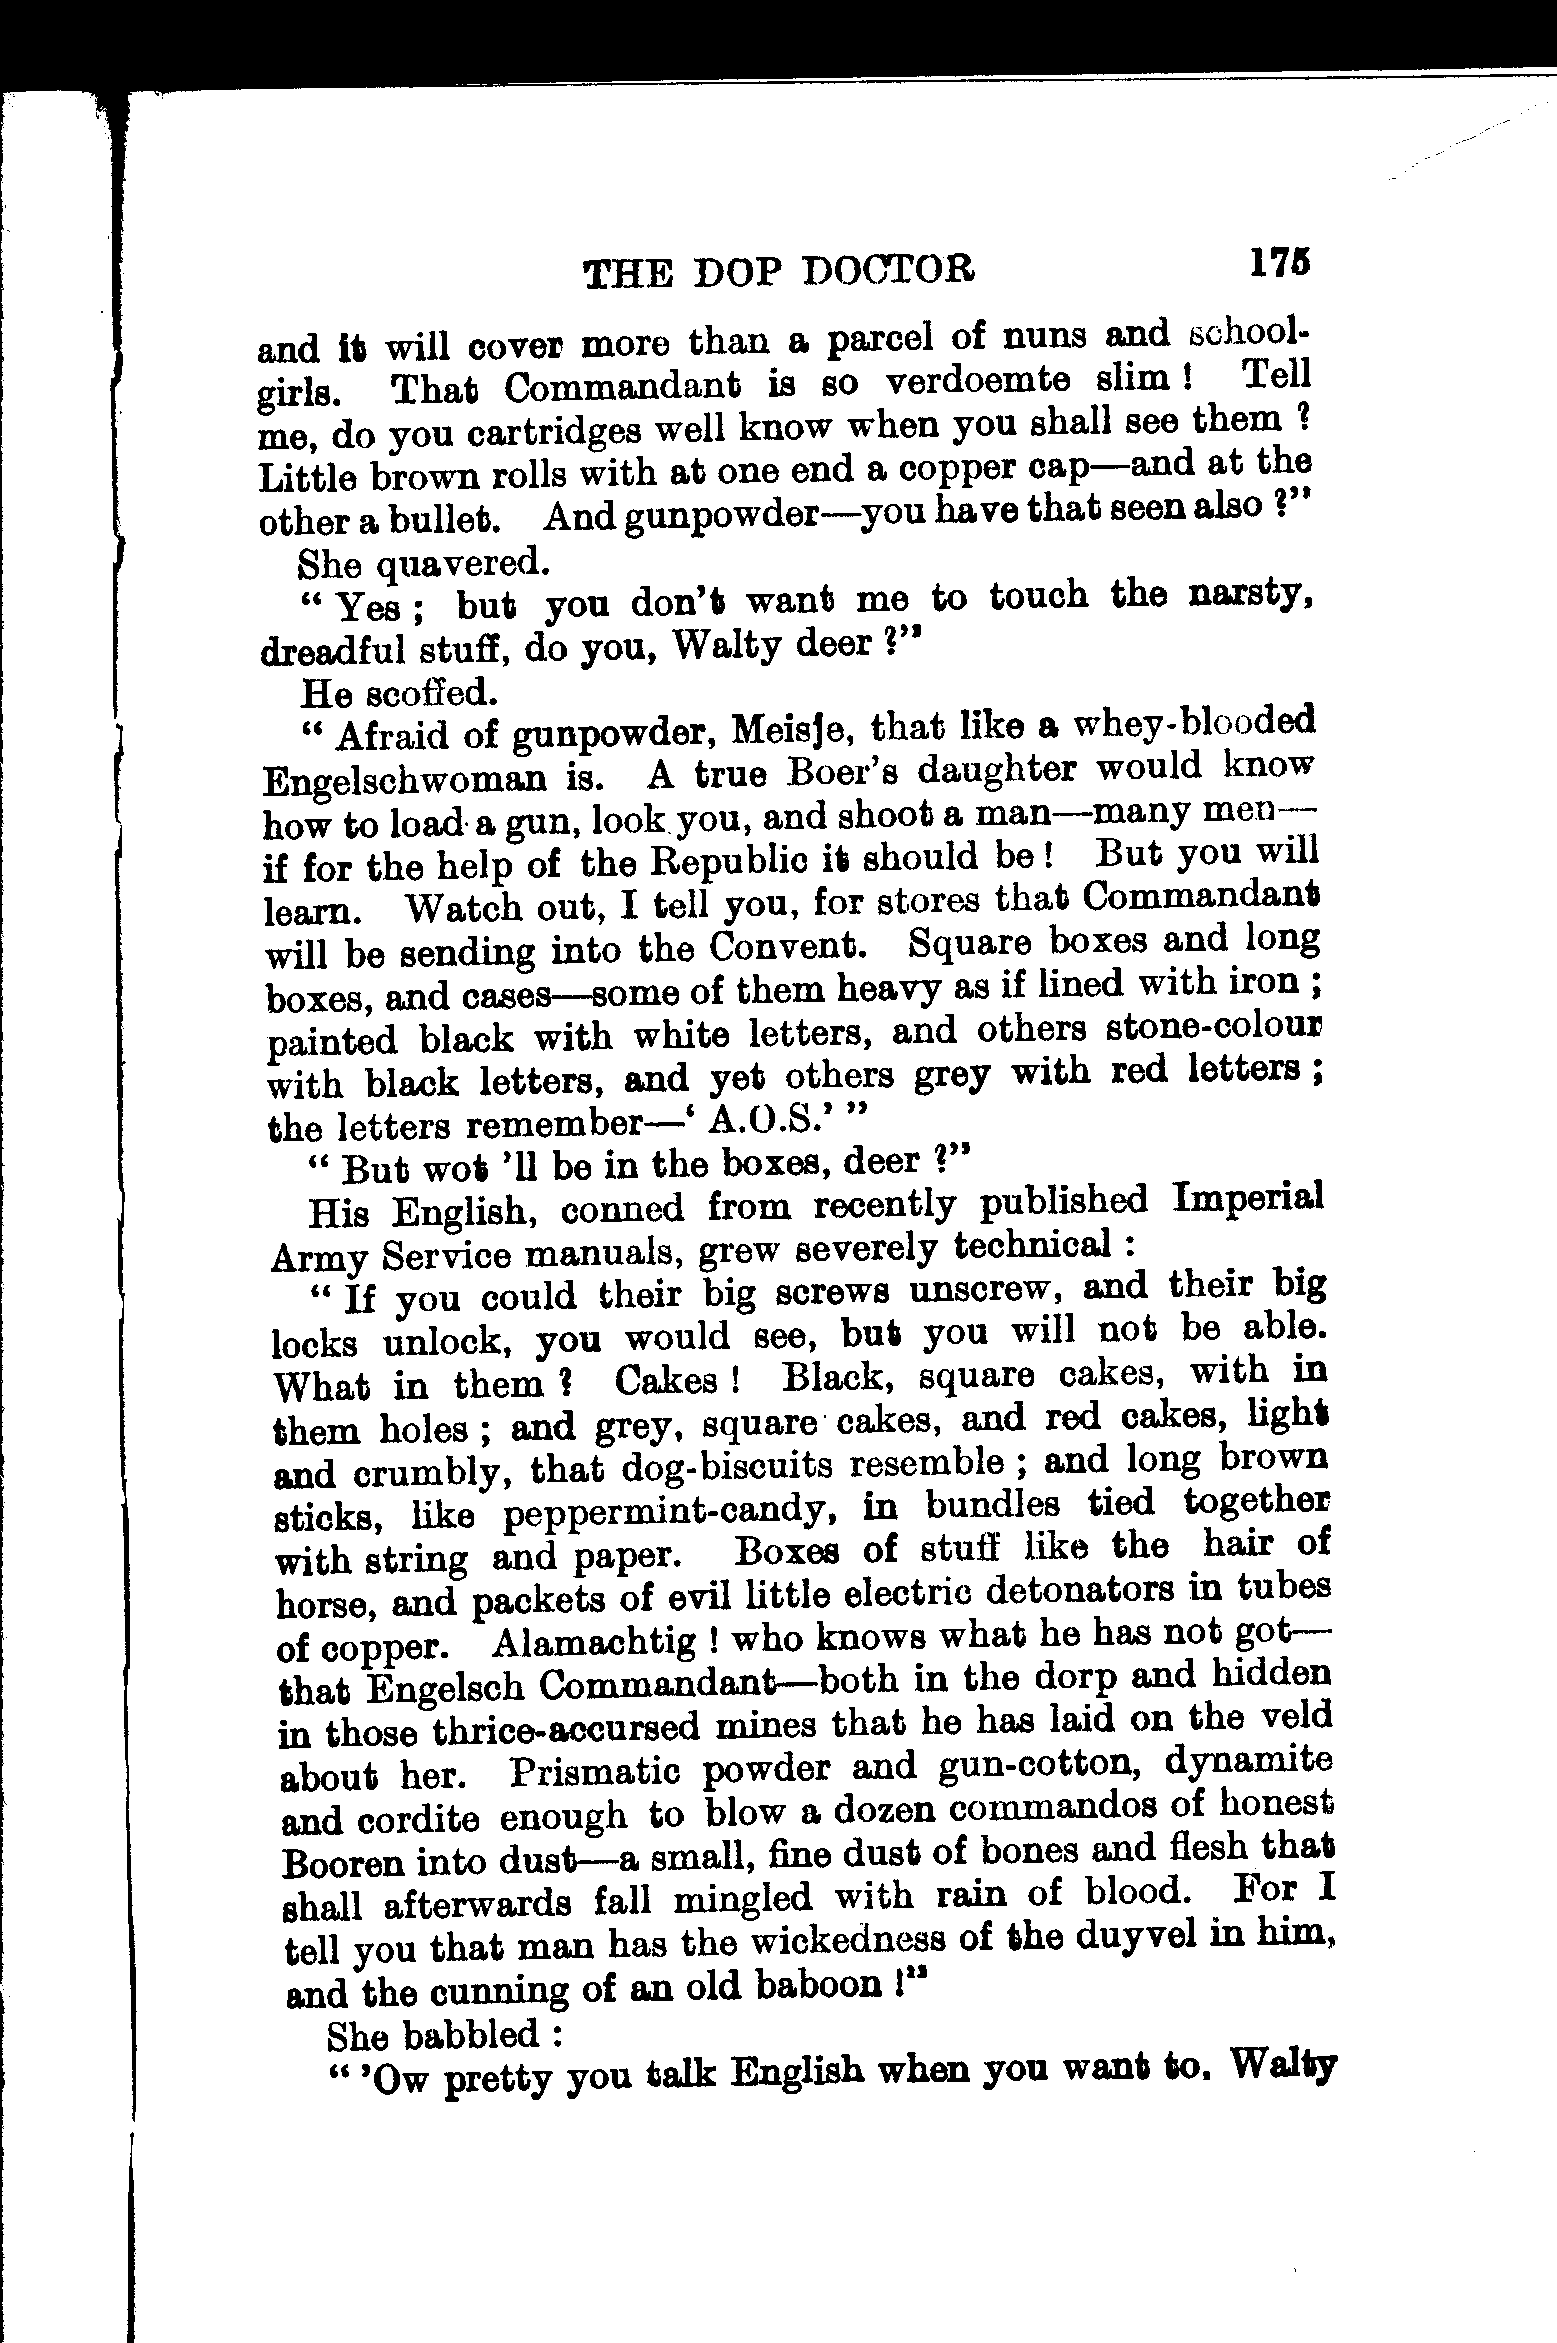 THE DOP DOCTOR 175
and it will cover more than a parcel of nuns and school-
girls. That Commandant is so verdoemte slim ! Tell
me, do you cartridges well know when you shall see them ?
Little brown rolls with at one end a copper cap—and at the
other a bullet. And gunpowder—you have that seen also ?”
She quavered.
“ Yes ; but you don’t want me to touch the narsty,
dreadful stuff, do you, Walty deer ?”
He scoffed.
“ Afraid of gunpowder, Meisje, that like a whey-blooded
Engelschwoman is. A true Boer’s daughter would know
how to load a gun, look you, and shoot a man—many men—
if for the help of the Republic it should be ! But you will
learn. Watch out, I tell you, for stores that Commandant
will be sending into the Convent. Square boxes and long
boxes, and cases—some of them heavy as if lined with iron ;
painted black with white letters, and others stone-colour
with black letters, and yet others grey with red letters ;
the letters remember—‘ A.O.S.’ ”
“ But wot ’ll be in the boxes, deer ?”
His English, conned from recently published Imperial
Army Service manuals, grew severely technical :
“ If you could their big screws unscrew, and their big
locks unlock, you would see, but you will not be able.
What in them ? Cakes ! Black, square cakes, with in
them holes ; and grey, square cakes, and red cakes, light
and crumbly, that dog-biscuits resemble ; and long brown
sticks, like peppermint-candy, in bundles tied together
with string and paper. Boxes of stuff like the hair of
horse, and packets of evil little electric detonators in tubes
of copper. Alamachtig ! who knows what he has not got—
that Engelsch Commandant—both in the dorp and hidden
in those thrice-accursed mines that he has laid on the veld
about her. Prismatic powder and gun-cotton, dynamite
and cordite enough to blow a dozen commandos of honest
Booren into dust—a small, fine dust of bones and flesh that
shall afterwards fall mingled with rain of blood. For I
tell you that man has the wickedness of the duyvel in him,
and the cunning of an old baboon !”
She babbled :
“ ’Ow pretty you talk English when you want to, Walty